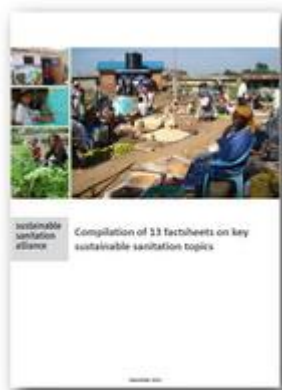 sustainable
sanitation
alliance
Compilation of 13 factsheets on key
sustainable sanitation topics